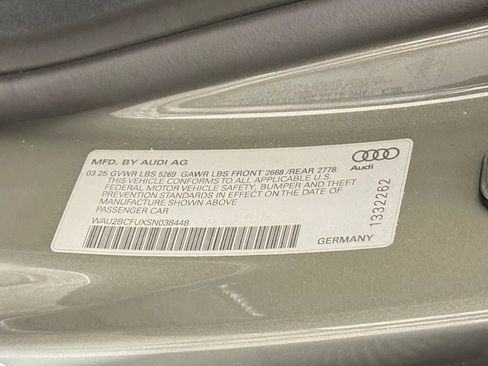 MFD. BY AUDI AG
03 25 GVWR LBS 5269 GAWR LBS FRONT 2668 /REAR 2778
THIS VEHICLE CONFORMS TO ALL APPLICABLE U.S.
FEDERAL MOTOR VEHICLE SAFETY, BUMPER AND THEFT
PREVENTION STANDARDS IN EFFECT ON THE DATE OF
MANUFACTURE SHOWN ABOVE
PASSENGER CAR
WAU2BCFUXSN038448
Audi
1332262
GERMANY